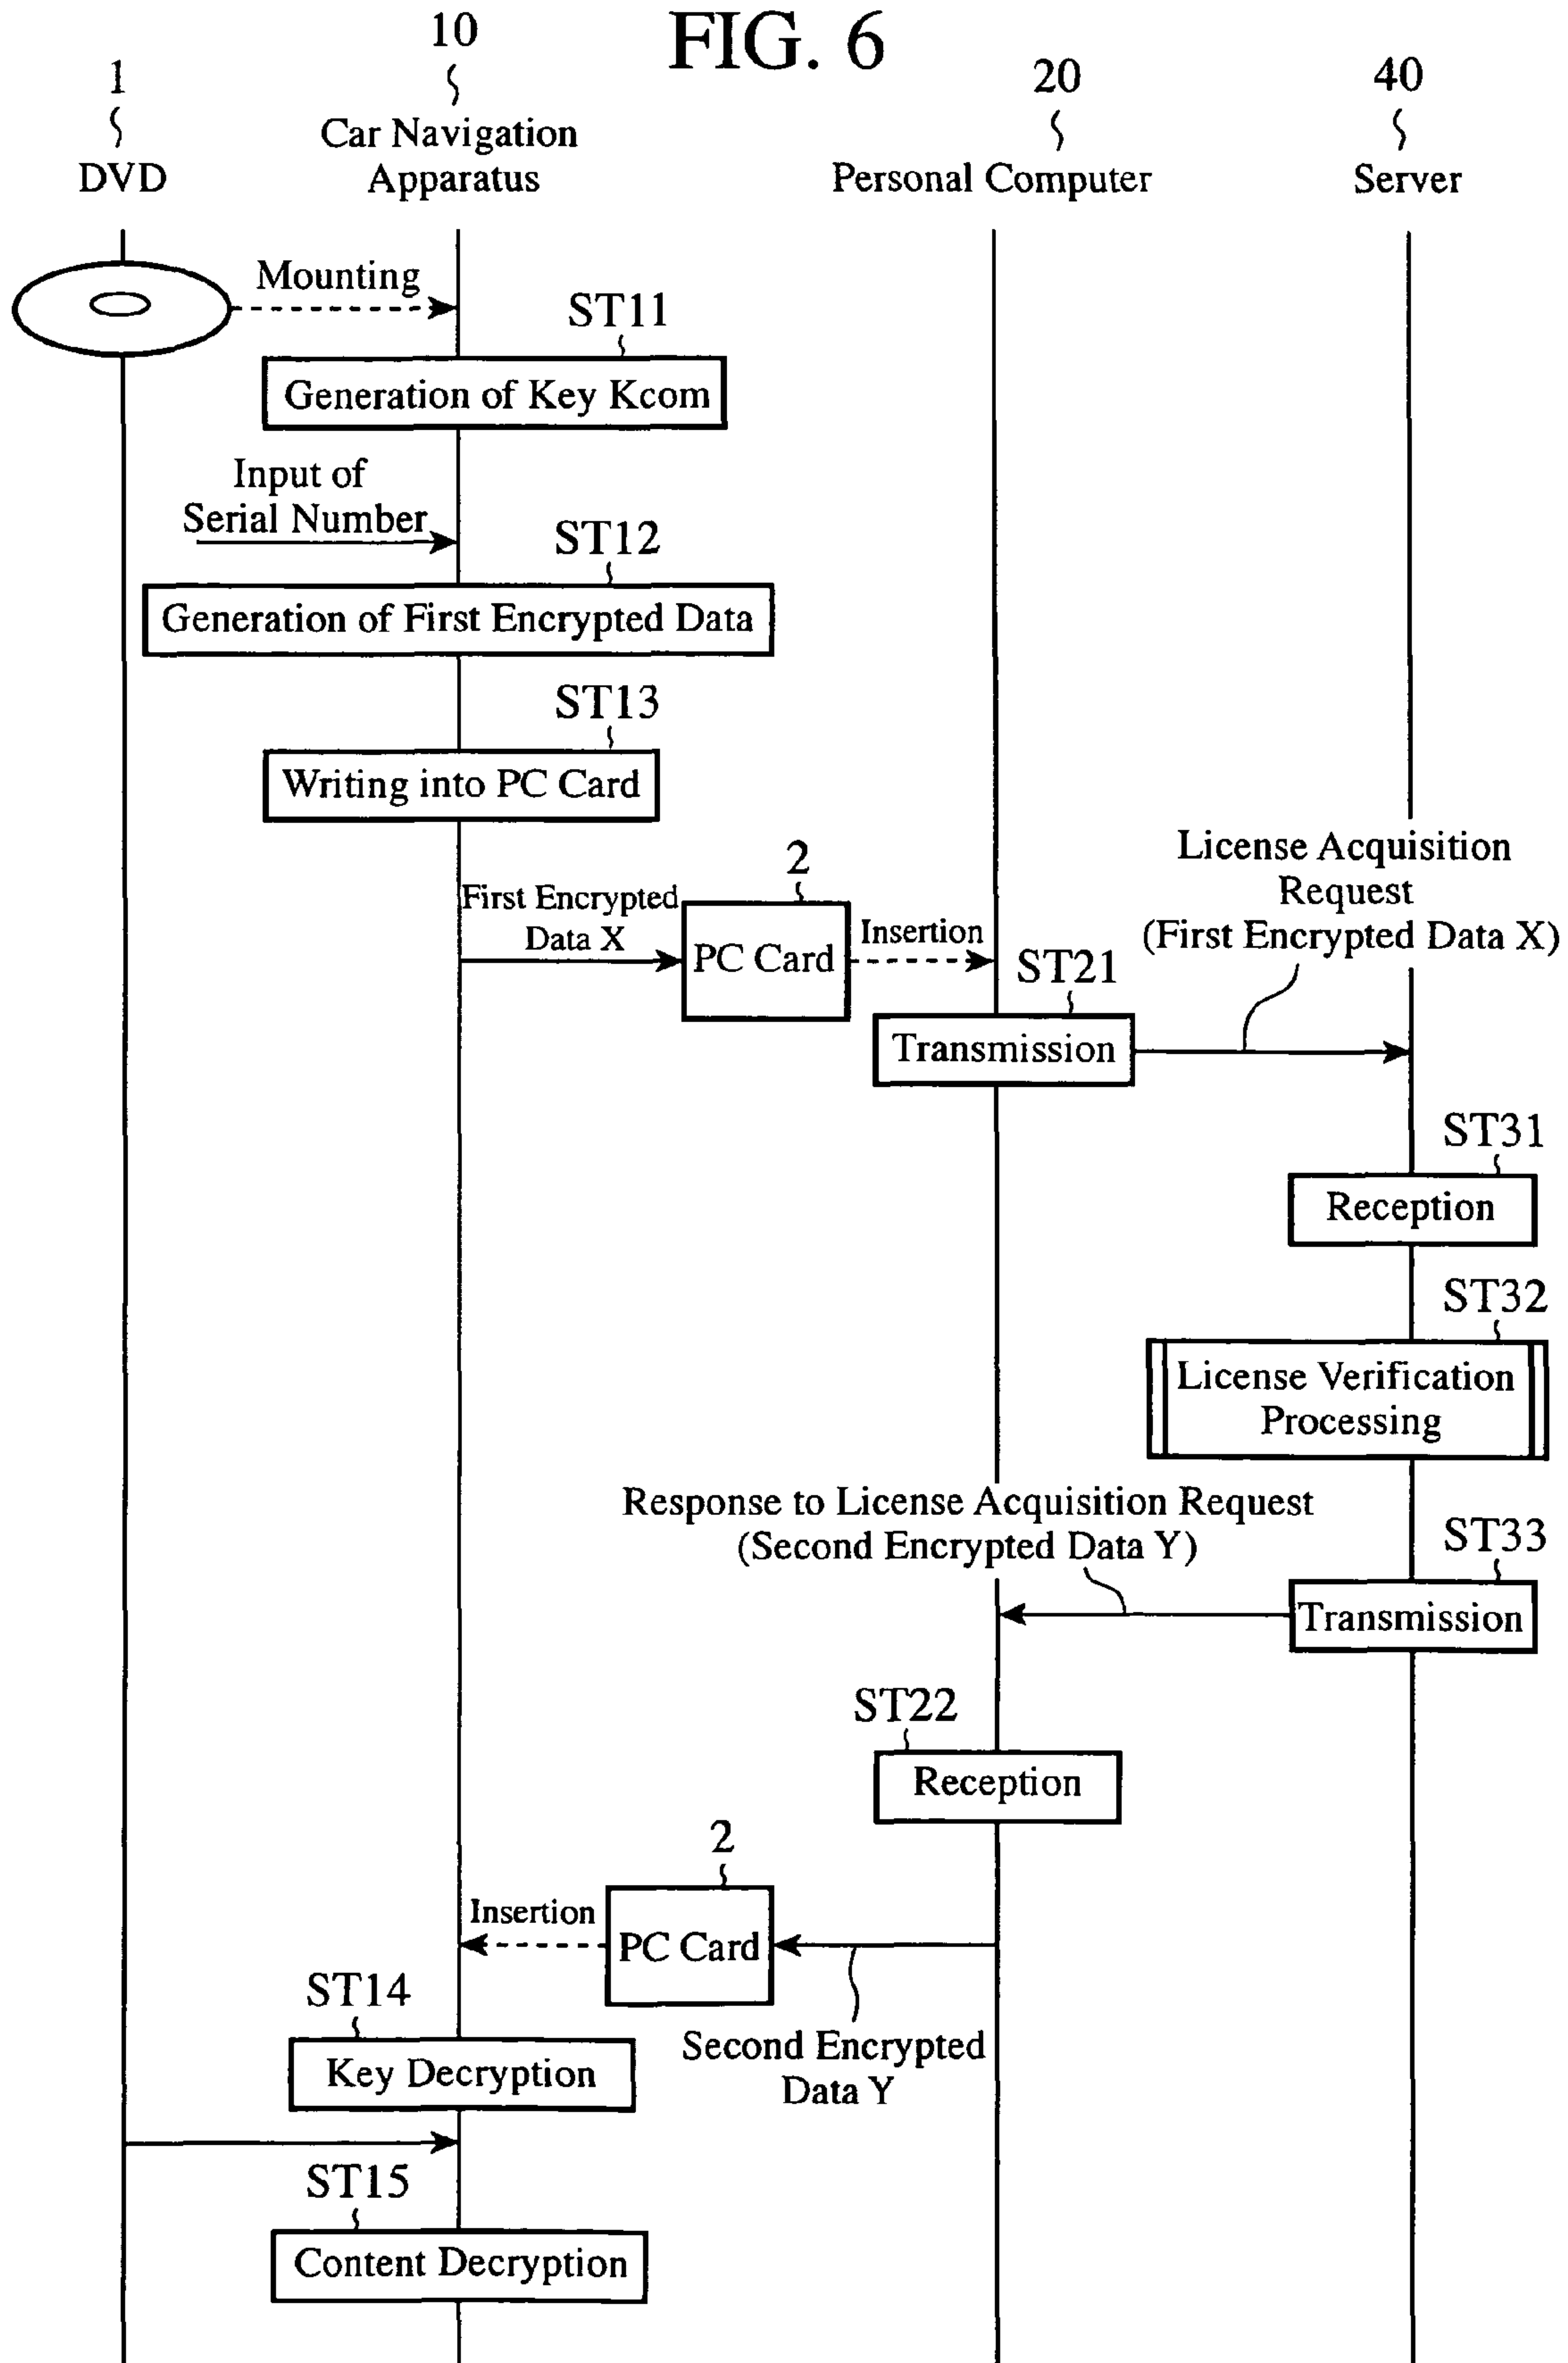 FIG. 6
1
10
20
40
DVD
Car Navigation
Apparatus
Personal Computer
Server
Mounting
ST11
Generation of Key Kcom
Input of
Serial Number
ST12
Generation of First Encrypted Data
ST13
Writing into PC Card
First Encrypted
Data X
2
PC Card
Insertion
License Acquisition
Request
(First Encrypted Data X)
ST21
Transmission
ST31
Reception
ST32
License Verification
Processing
Response to License Acquisition Request
(Second Encrypted Data Y)
ST33
Transmission
ST22
Reception
2
Insertion
PC Card
Second Encrypted
Data Y
ST14
Key Decryption
ST15
Content Decryption